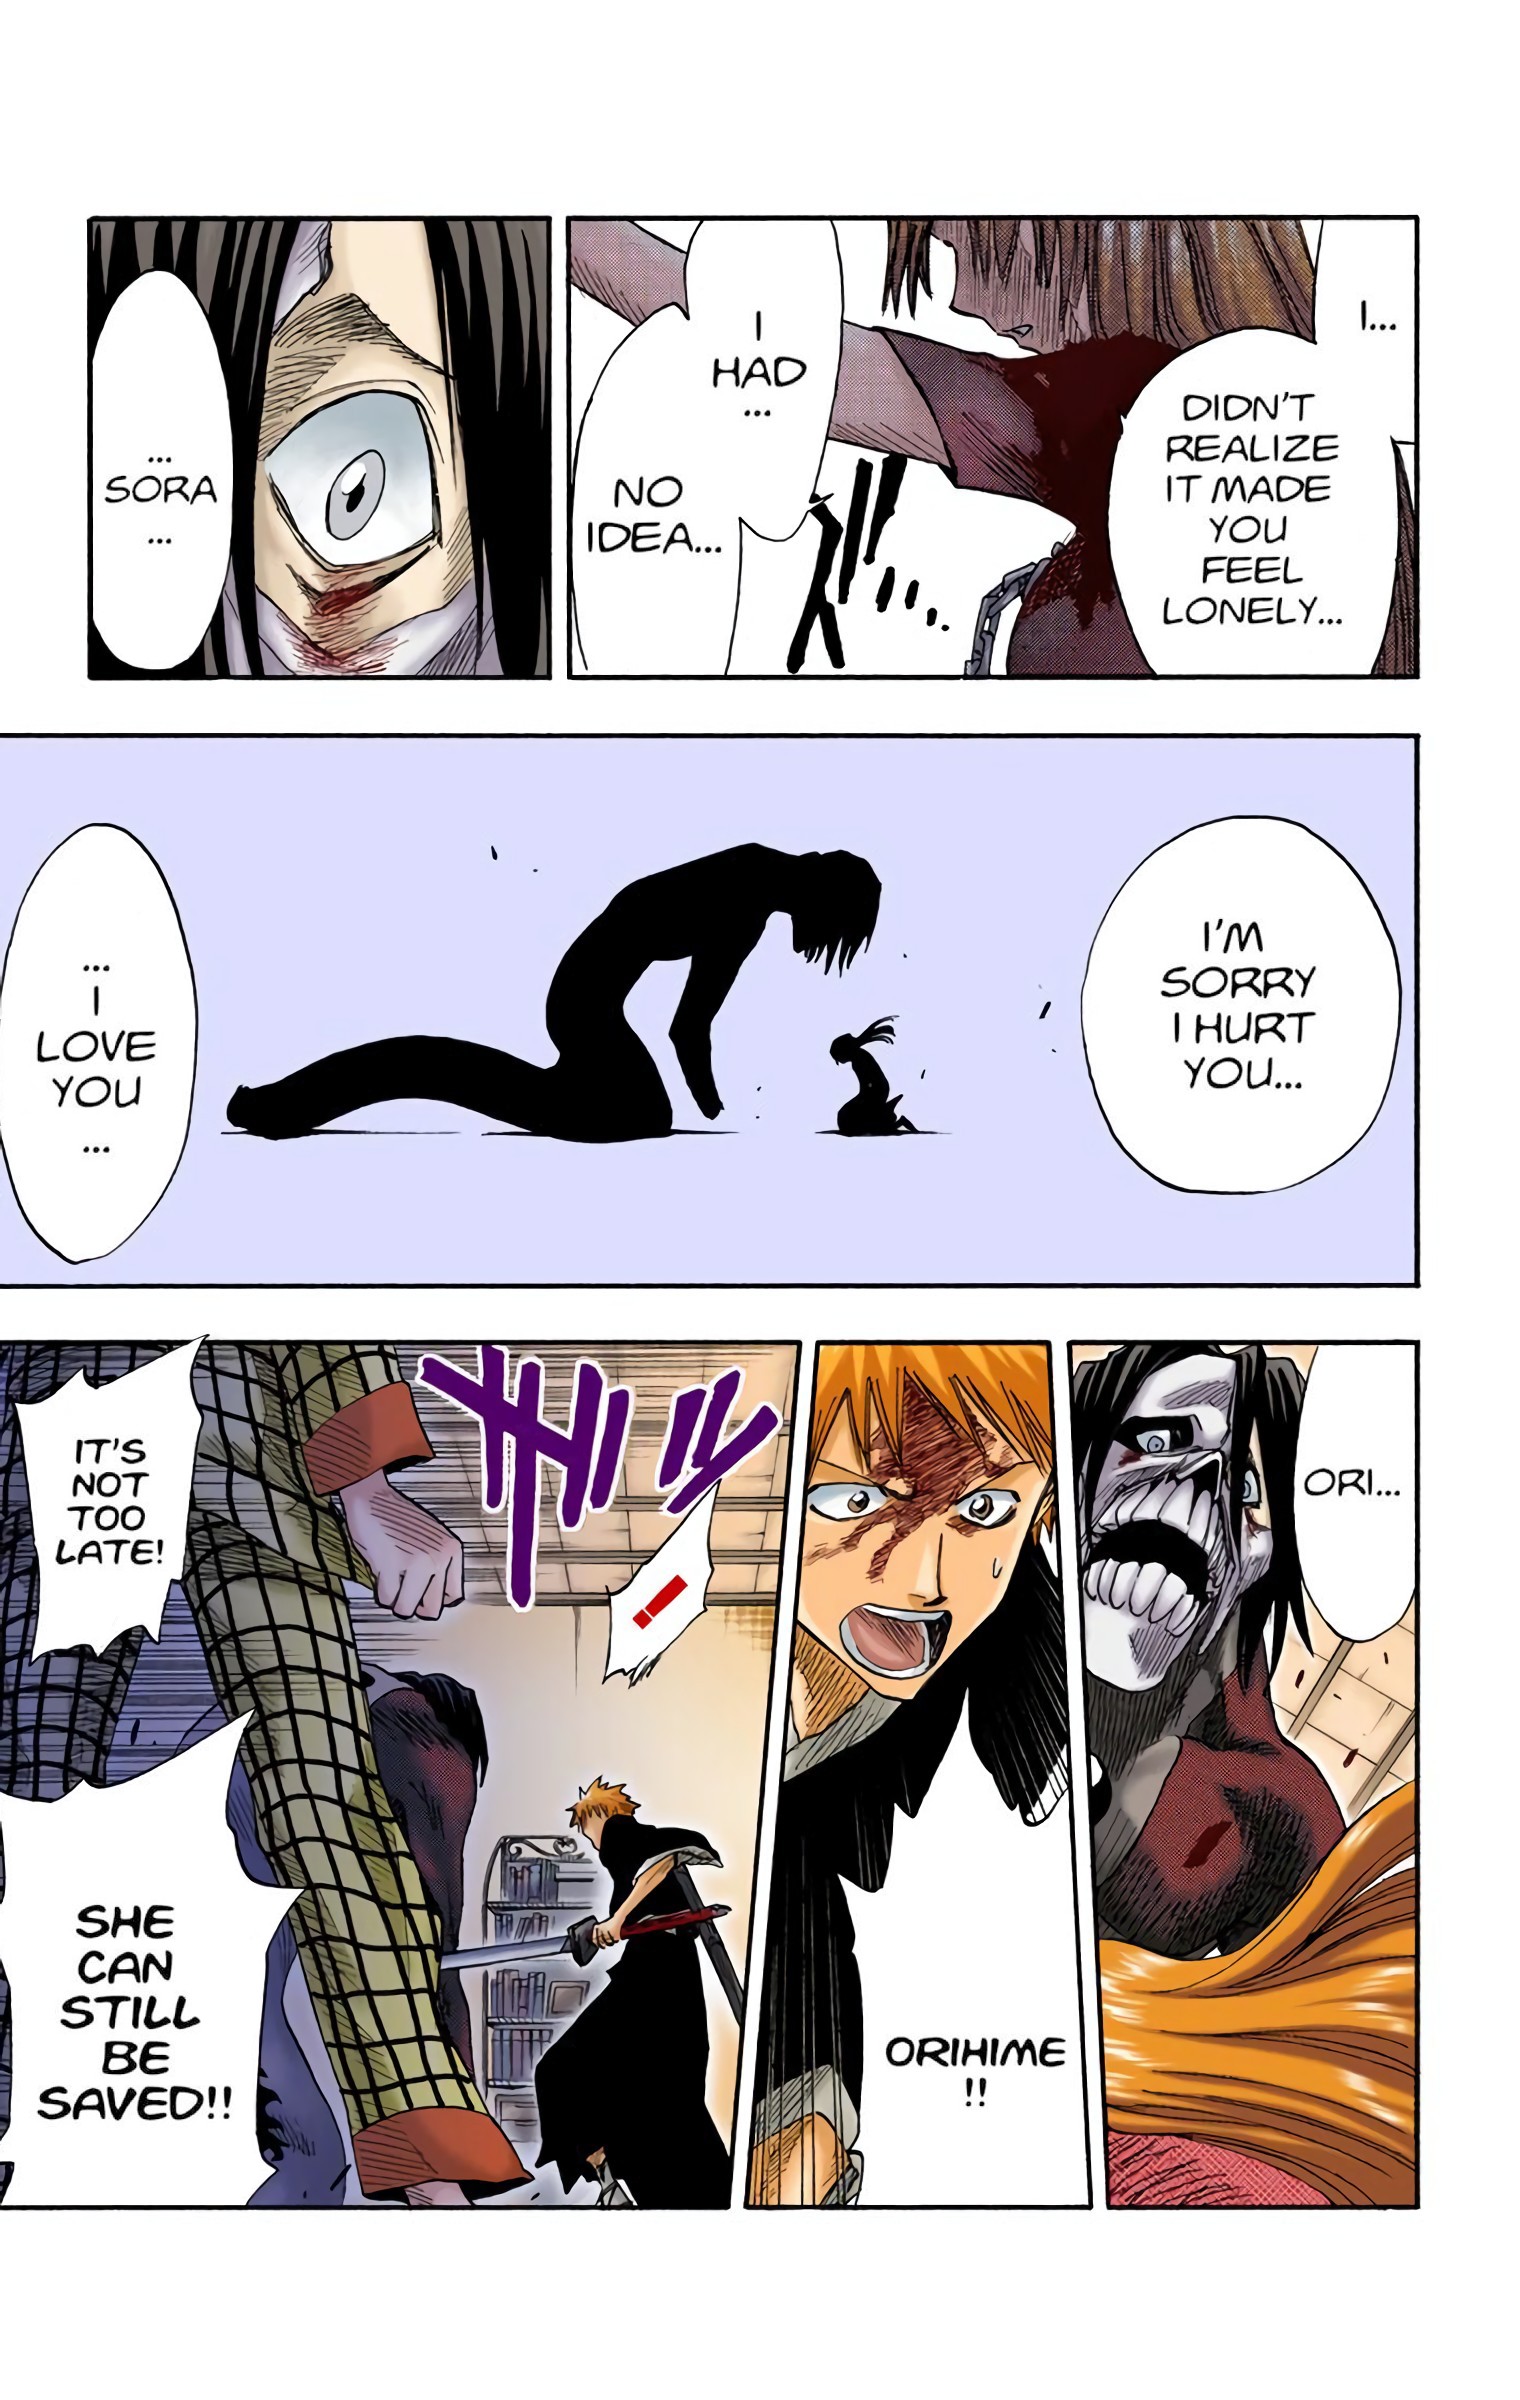 I...
DIDN'T
REALIZE
IT MADE
YOU
FEEL
LONELY...
I
HAD
...
NO
IDEA...
...
SORA
...
I'M
SORRY
I HURT
YOU...
...
I
LOVE
YOU
...
ORI...
ORIHIME
!!
!
IT'S
NOT
TOO
LATE!
SHE
CAN
STILL
BE
SAVED!!